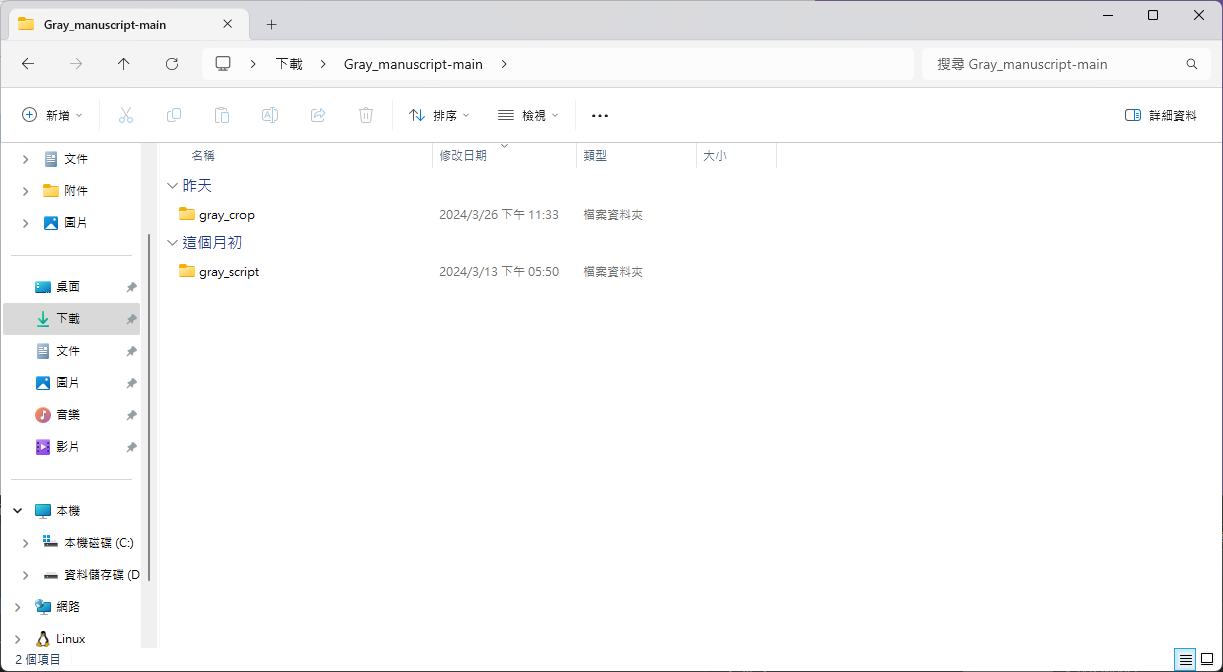 Gray_manuscript-main
下載 Gray_manuscript-main
搜尋 Gray_manuscript-main
新增 排序 檢視 詳細資料
文件
附件
圖片
桌面
下載
文件
圖片
音樂
影片
本機
本機磁碟 (C:)
資料儲存碟 (D
網路
Linux
名稱 修改日期 類型 大小
昨天
gray_crop 2024/3/26 下午 11:33 檔案資料夾
這個月初
gray_script 2024/3/13 下午 05:50 檔案資料夾
2 個項目